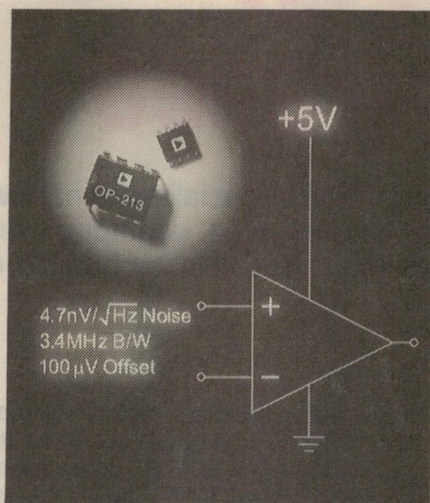 +5V
OP-213
4.7nV/√Hz Noise
3.4MHz B/W
100 μV Offset
+
−